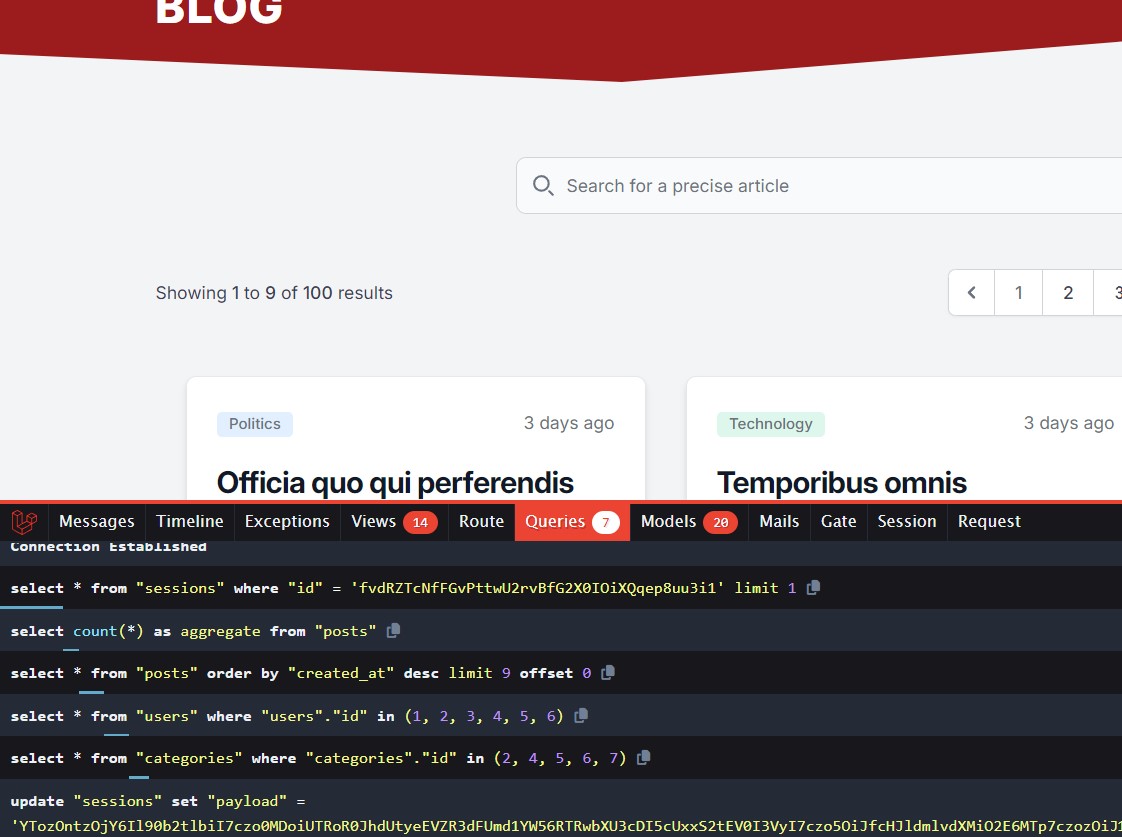 BLOG
Search for a precise article
Showing 1 to 9 of 100 results
1 2 3
Politics 3 days ago
Technology 3 days ago
Officia quo qui perferendis
Temporibus omnis
Messages Timeline Exceptions Views 14 Route Queries 7 Models 20 Mails Gate Session Request
Connection Established
select * from "sessions" where "id" = 'fvdRZTcNfFGvPttwU2rvBfG2X0IOiXQqep8uu3i1' limit 1
select count(*) as aggregate from "posts"
select * from "posts" order by "created_at" desc limit 9 offset 0
select * from "users" where "users"."id" in (1, 2, 3, 4, 5, 6)
select * from "categories" where "categories"."id" in (2, 4, 5, 6, 7)
update "sessions" set "payload" =
'YTozOntzOjY6Il90b2tlbiI7czo0MDoiUTRoR0JhdUtyeEVZR3dFUmd1YW56RTRwbXU3cDI5cUxxS2tEV0I3VyI7czo5OiJfcHJldmlvdXMiO2E6MTp7czozOiJ1